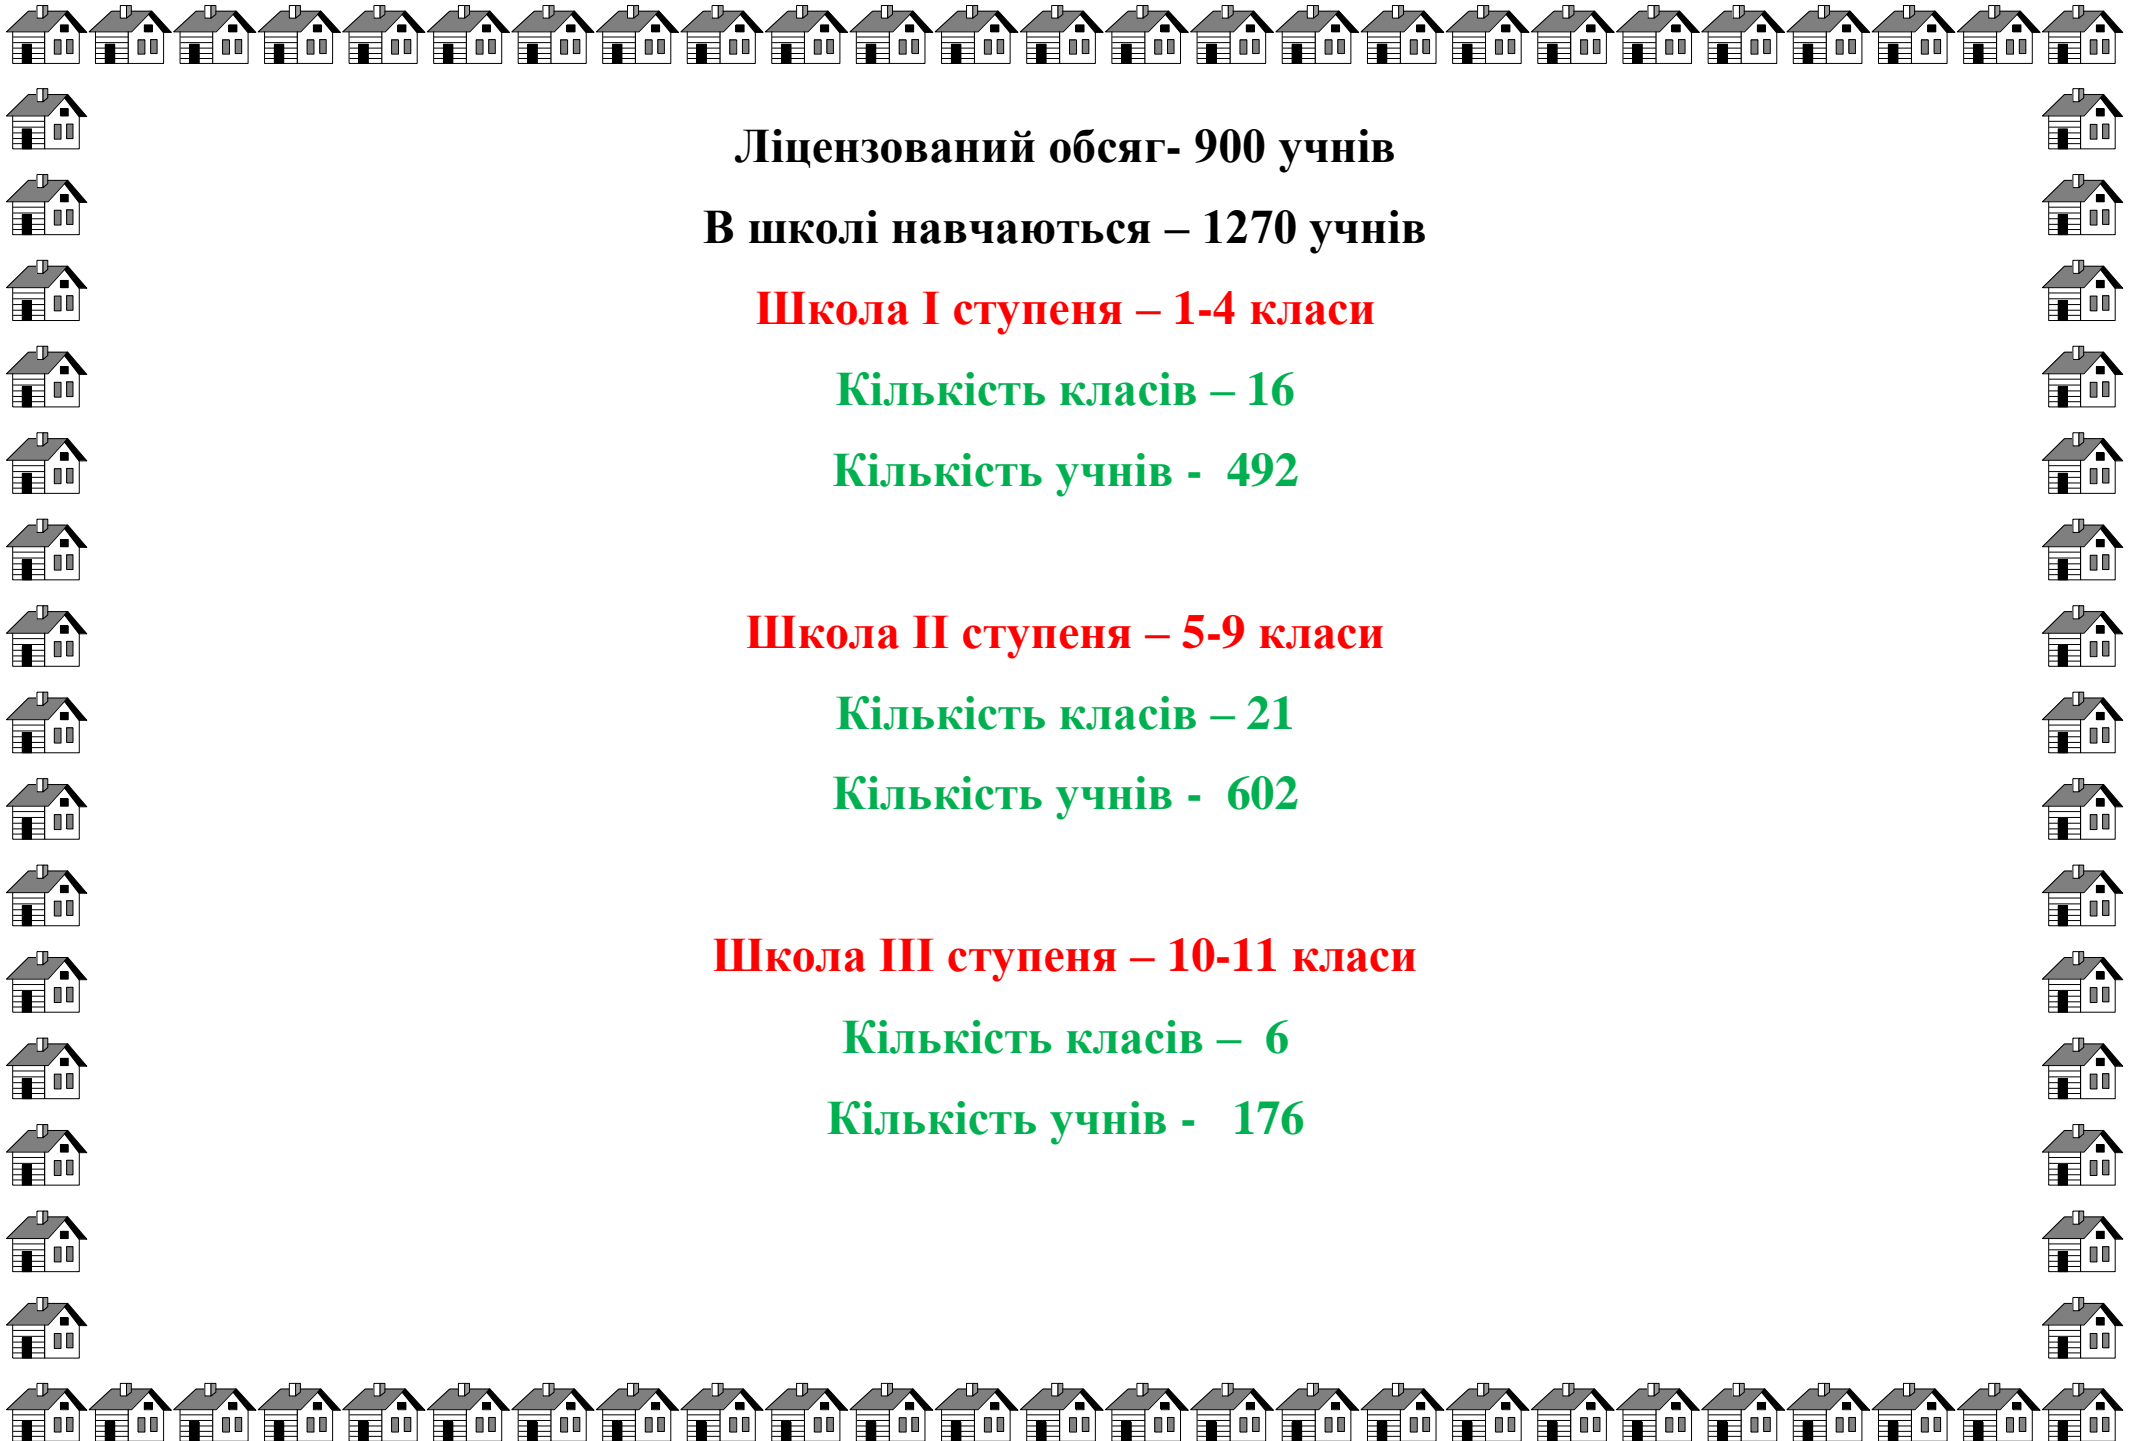 Ліцензований обсяг- 900 учнів
В школі навчаються – 1270 учнів
Школа І ступеня – 1-4 класи
Кількість класів – 16
Кількість учнів -  492
Школа ІІ ступеня – 5-9 класи
Кількість класів – 21
Кількість учнів -  602
Школа ІІІ ступеня – 10-11 класи
Кількість класів –  6
Кількість учнів -   176